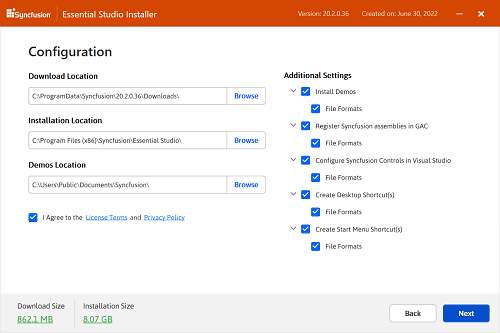 Syncfusion Essential Studio Installer Version: 20.2.0.36 Created on: June 30, 2022
Configuration
Download Location
C:\ProgramData\Syncfusion\20.2.0.36\Downloads\ Browse
Installation Location
C:\Program Files (x86)\Syncfusion\Essential Studio\ Browse
Demos Location
C:\Users\Public\Documents\Syncfusion\ Browse
I Agree to the License Terms and Privacy Policy
Additional Settings
Install Demos
File Formats
Register Syncfusion assemblies in GAC
File Formats
Configure Syncfusion Controls in Visual Studio
File Formats
Create Desktop Shortcut(s)
File Formats
Create Start Menu Shortcut(s)
File Formats
Download Size
862.1 MB
Installation Size
8.07 GB
Back
Next